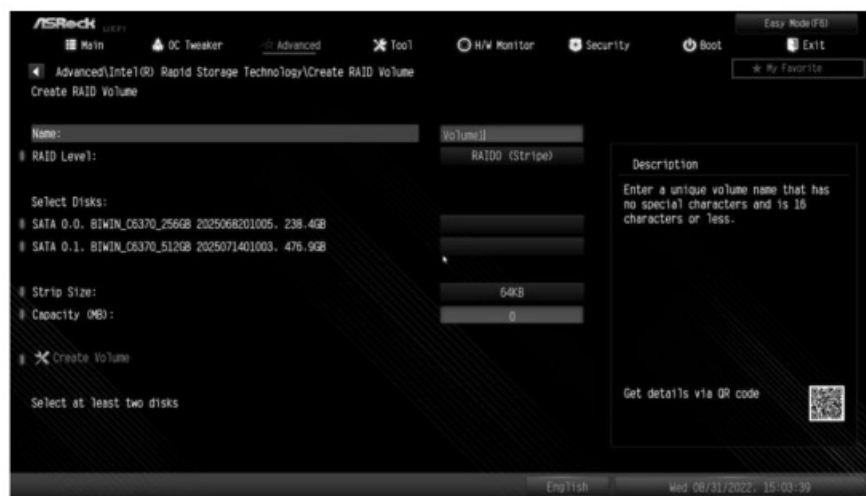 ASRock UEFI
Easy Mode(F6)
Main OC Tweaker Advanced Tool H/W Monitor Security Boot Exit
Advanced\Intel(R) Rapid Storage Technology\Create RAID Volume
My Favorite
Create RAID Volume
Name: Volume1
RAID Level: RAID0 (Stripe)
Select Disks:
SATA 0.0, BIWIN_C6370_256GB 2025068201005, 238.4GB
SATA 0.1, BIWIN_C6370_512GB 2025071401003, 476.9GB
Strip Size: 64KB
Capacity (MB): 0
Create Volume
Select at least two disks
Description
Enter a unique volume name that has
no special characters and is 16
characters or less.
Get details via QR code
English Wed 08/31/2022, 15:03:39